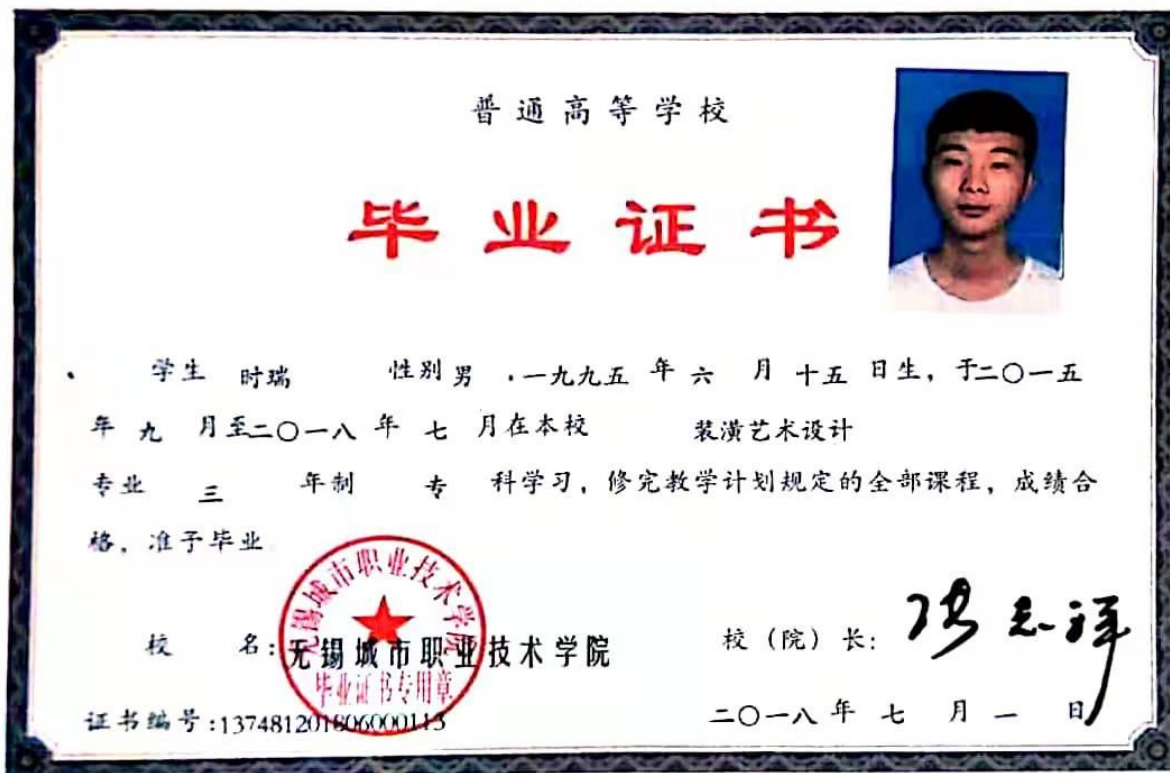 普通高等学校
毕业证书
学生 时瑞 性别 男 ·一九九五 年 六 月 十五 日生，于二〇一五
年 九 月至二〇一八 年 七 月在本校 装潢艺术设计
专业 三 年制 专 科学习，修完教学计划规定的全部课程，成绩合
格，准予毕业
无锡城市职业技术学院
毕业证书专用章
校 名：无锡城市职业技术学院 校（院）长：
证书编号:137481201806000113 二〇一八 年 七 月 一 日